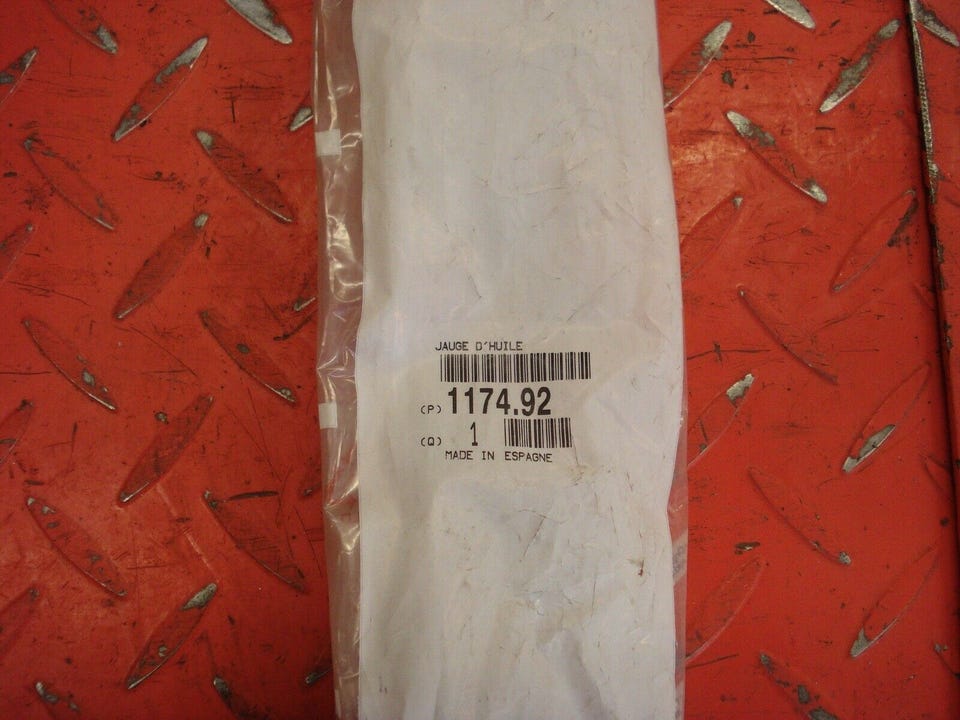 JAUGE D'HUILE
(P) 1174.92
(Q) 1
MADE IN ESPAGNE